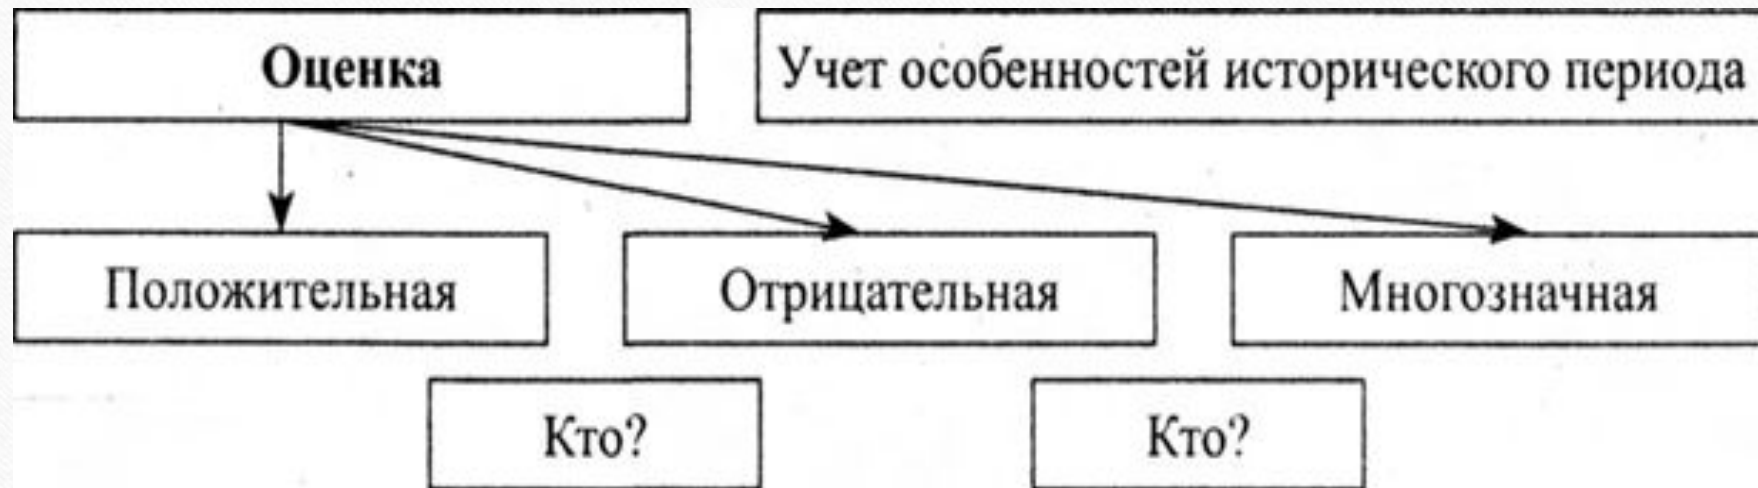 Оценка
Учет особенностей исторического периода
Положительная
Отрицательная
Многозначная
Кто?
Кто?